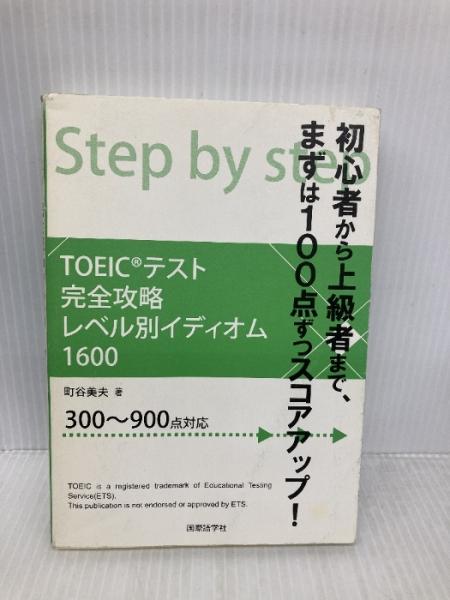 初心者から上級者まで、
まずは100点ずつスコアアップ！
Step by step
TOEIC®テスト
完全攻略
レベル別イディオム
1600
町谷美夫 著
300〜900点対応
TOEIC is a registered trademark of Educational Testing
Service(ETS).
This publication is not endorsed or approved by ETS.
国際語学社